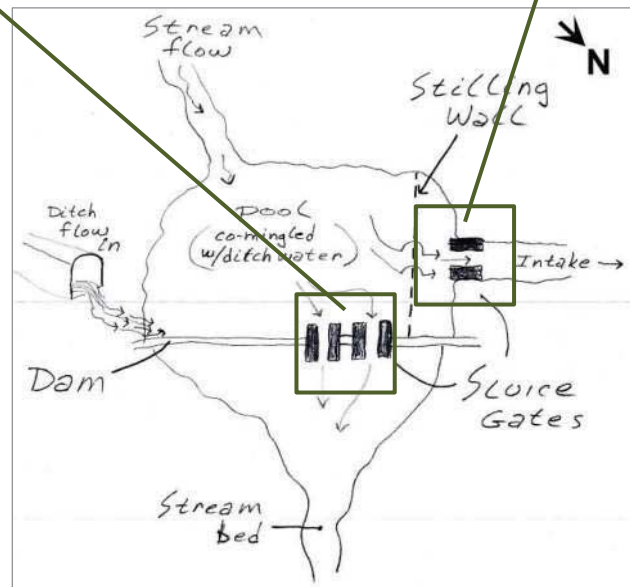 Stream
flow
N
Stilling
Wall
Ditch
flow
in
POOL
(co-mingled
w/ditch water)
Intake →
Dam
Sluice
Gates
Stream
Bed